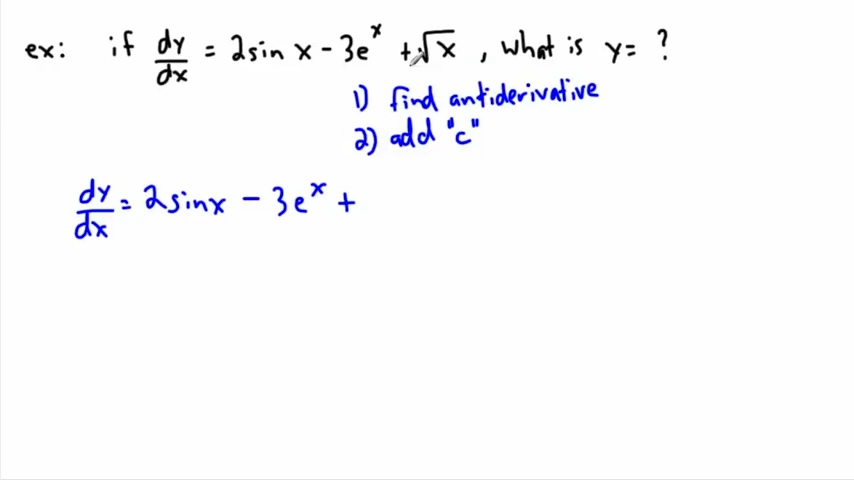 ex: if dy/dx = 2sin x - 3e^x + √x , what is y= ?
1) find antiderivative
2) add "c"
dy/dx = 2sinx - 3e^x +